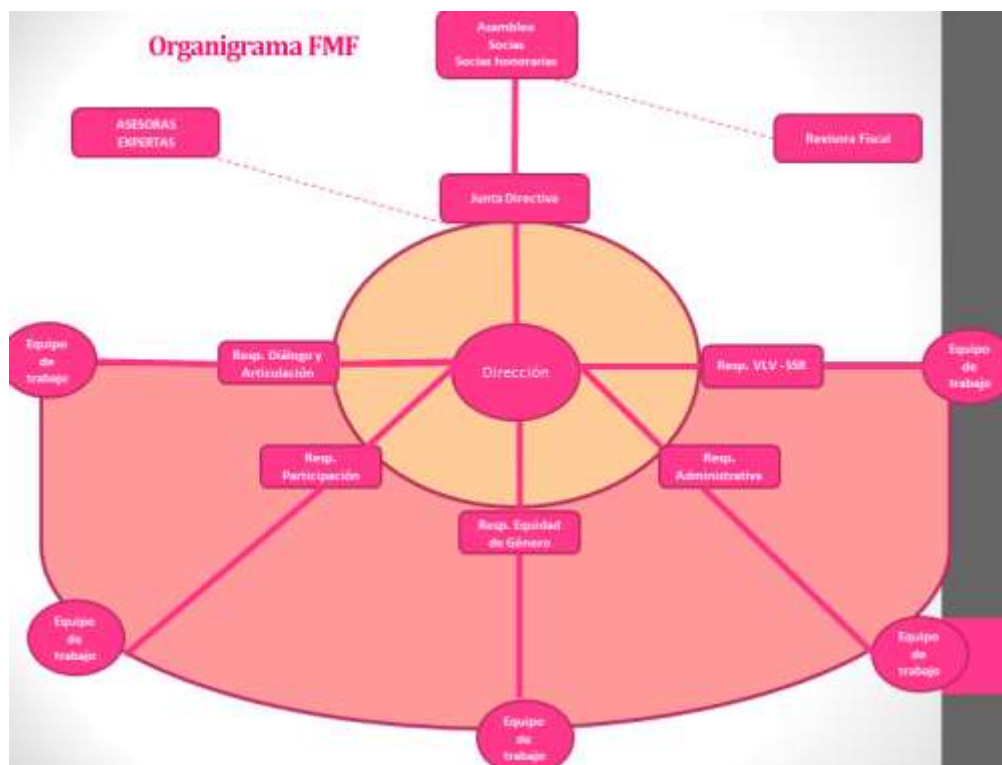 Organigrama FMF
Asamblea
Socias
Socias honorarias
ASESORAS
EXPERTAS
Revisora Fiscal
Junta Directiva
Equipo
de
trabajo
Resp. Diálogo y
Articulación
Dirección
Resp. VLV -SSR
Equipo
de
trabajo
Resp.
Participación
Resp.
Administrativa
Resp. Equidad
de Género
Equipo
de
trabajo
Equipo
de
trabajo
Equipo
de
trabajo